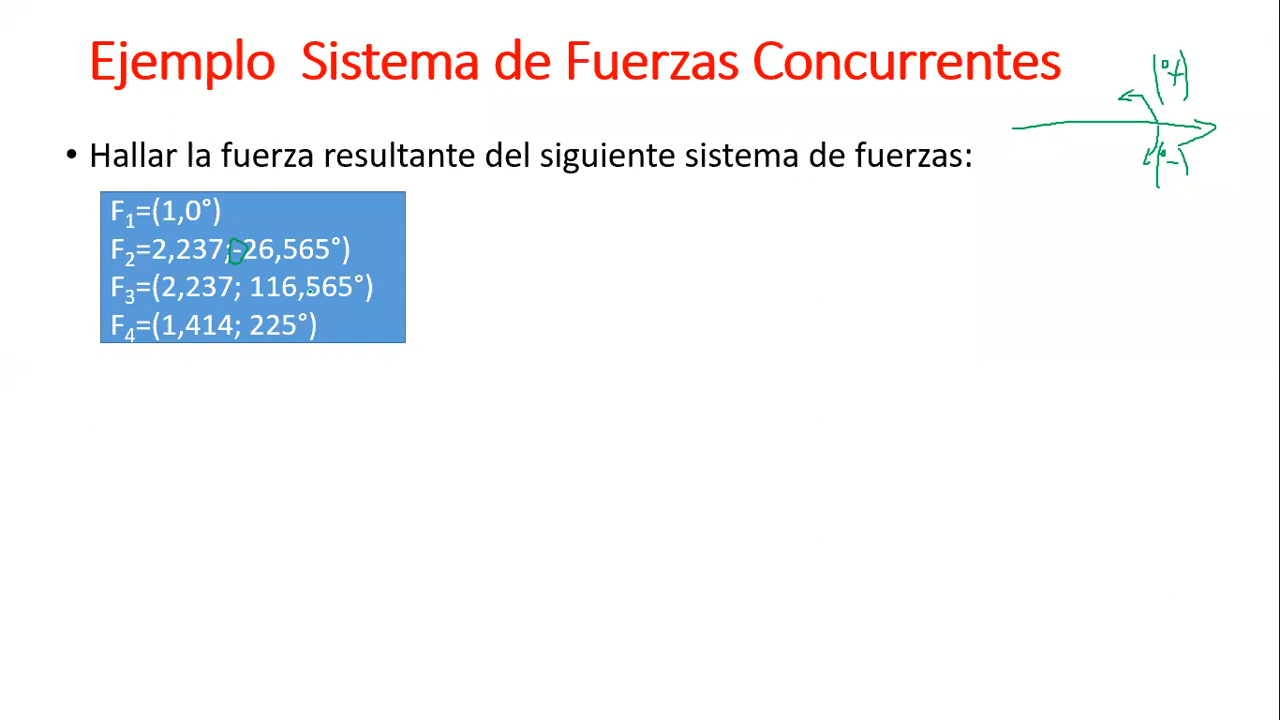 Ejemplo Sistema de Fuerzas Concurrentes
• Hallar la fuerza resultante del siguiente sistema de fuerzas:
F₁=(1,0°)
F₂=2,237;-26,565°)
F₃=(2,237; 116,565°)
F₄=(1,414; 225°)